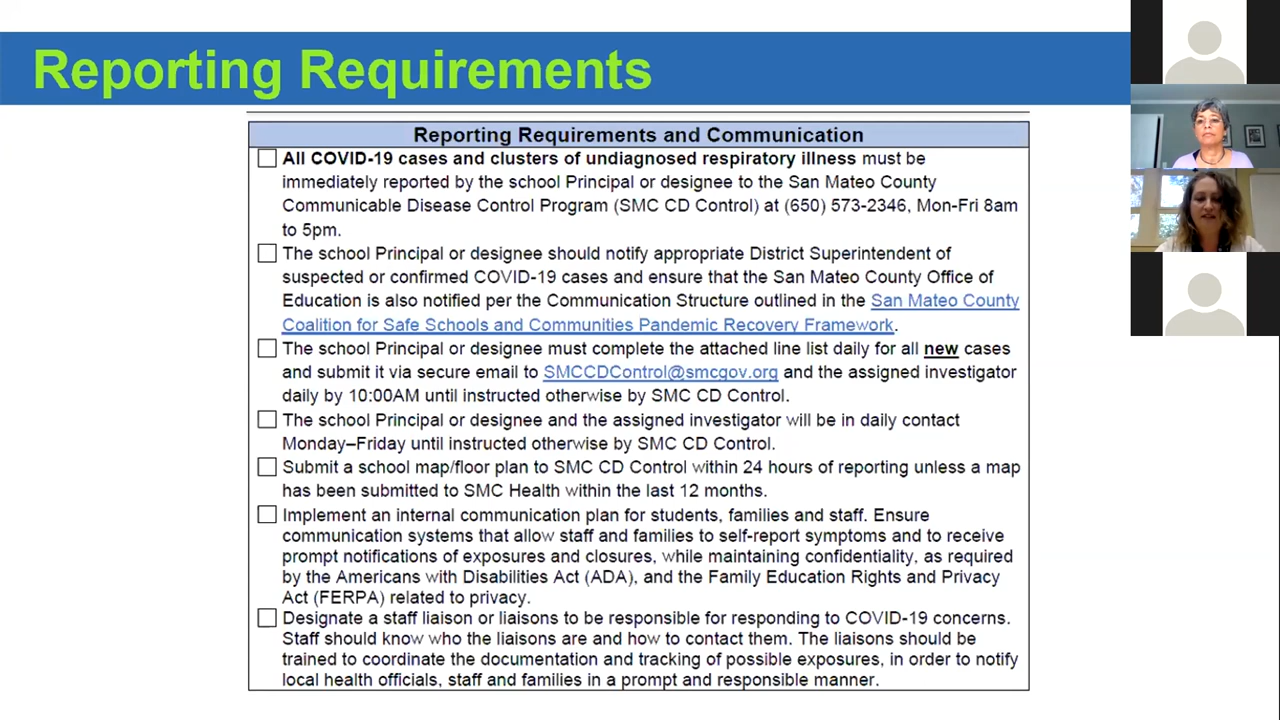 Reporting Requirements
Reporting Requirements and Communication
All COVID-19 cases and clusters of undiagnosed respiratory illness must be
immediately reported by the school Principal or designee to the San Mateo County
Communicable Disease Control Program (SMC CD Control) at (650) 573-2346, Mon-Fri 8am
to 5pm.
The school Principal or designee should notify appropriate District Superintendent of
suspected or confirmed COVID-19 cases and ensure that the San Mateo County Office of
Education is also notified per the Communication Structure outlined in the San Mateo County
Coalition for Safe Schools and Communities Pandemic Recovery Framework.
The school Principal or designee must complete the attached line list daily for all new cases
and submit it via secure email to SMCCDControl@smcgov.org and the assigned investigator
daily by 10:00AM until instructed otherwise by SMC CD Control.
The school Principal or designee and the assigned investigator will be in daily contact
Monday–Friday until instructed otherwise by SMC CD Control.
Submit a school map/floor plan to SMC CD Control within 24 hours of reporting unless a map
has been submitted to SMC Health within the last 12 months.
Implement an internal communication plan for students, families and staff. Ensure
communication systems that allow staff and families to self-report symptoms and to receive
prompt notifications of exposures and closures, while maintaining confidentiality, as required
by the Americans with Disabilities Act (ADA), and the Family Education Rights and Privacy
Act (FERPA) related to privacy.
Designate a staff liaison or liaisons to be responsible for responding to COVID-19 concerns.
Staff should know who the liaisons are and how to contact them. The liaisons should be
trained to coordinate the documentation and tracking of possible exposures, in order to notify
local health officials, staff and families in a prompt and responsible manner.